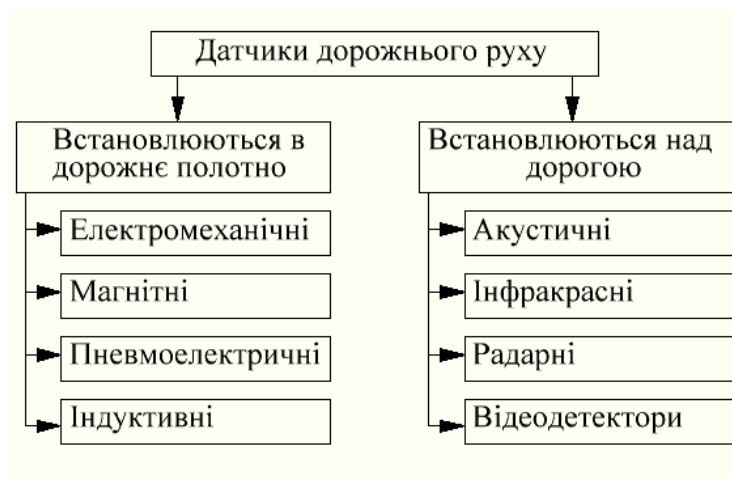 Датчики дорожнього руху
Встановлюються в
дорожнє полотно
Електромеханічні
Магнітні
Пневмоелектричні
Індуктивні
Встановлюються над
дорогою
Акустичні
Інфракрасні
Радарні
Відеодетектори